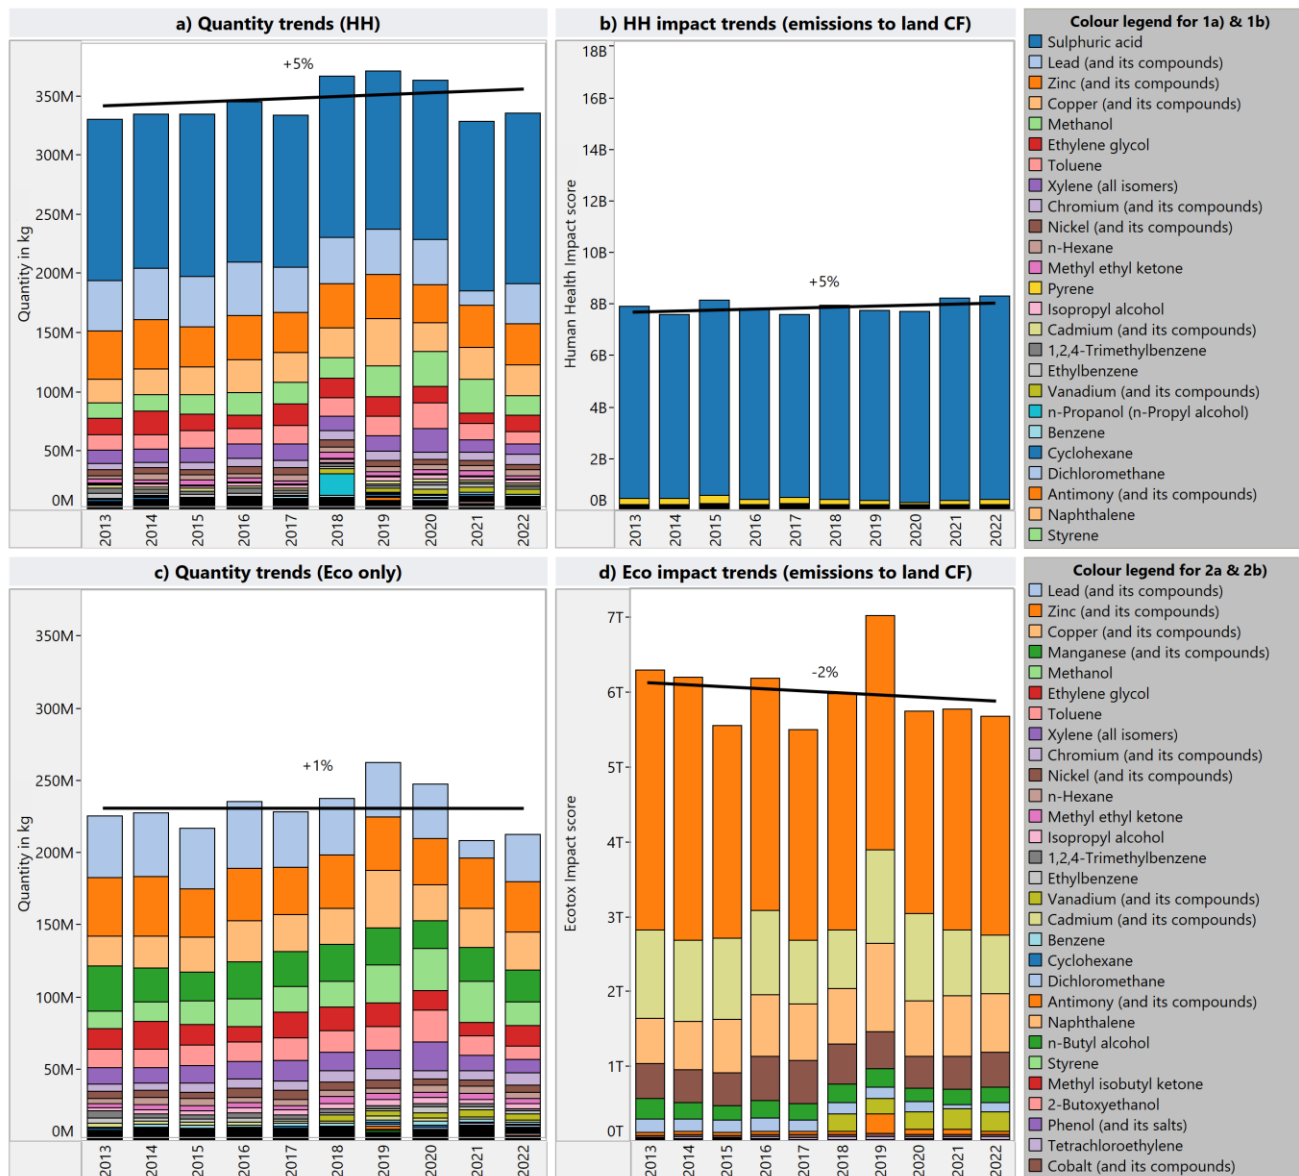 a) Quantity trends (HH)
b) HH impact trends (emissions to land CF)
Colour legend for 1a) & 1b)
Quantity in kg
350M
300M
250M
200M
150M
100M
50M
0M
+5%
2013
2014
2015
2016
2017
2018
2019
2020
2021
2022
Human Health Impact score
18B
16B
14B
12B
10B
8B
6B
4B
2B
0B
+5%
2013
2014
2015
2016
2017
2018
2019
2020
2021
2022
Sulphuric acid
Lead (and its compounds)
Zinc (and its compounds)
Copper (and its compounds)
Methanol
Ethylene glycol
Toluene
Xylene (all isomers)
Chromium (and its compounds)
Nickel (and its compounds)
n-Hexane
Methyl ethyl ketone
Pyrene
Isopropyl alcohol
Cadmium (and its compounds)
1,2,4-Trimethylbenzene
Ethylbenzene
Vanadium (and its compounds)
n-Propanol (n-Propyl alcohol)
Benzene
Cyclohexane
Dichloromethane
Antimony (and its compounds)
Naphthalene
Styrene
c) Quantity trends (Eco only)
d) Eco impact trends (emissions to land CF)
Colour legend for 2a & 2b)
Quantity in kg
350M
300M
250M
200M
150M
100M
50M
0M
+1%
2013
2014
2015
2016
2017
2018
2019
2020
2021
2022
Ecotox Impact score
7T
6T
5T
4T
3T
2T
1T
0T
-2%
2013
2014
2015
2016
2017
2018
2019
2020
2021
2022
Lead (and its compounds)
Zinc (and its compounds)
Copper (and its compounds)
Manganese (and its compounds)
Methanol
Ethylene glycol
Toluene
Xylene (all isomers)
Chromium (and its compounds)
Nickel (and its compounds)
n-Hexane
Methyl ethyl ketone
Isopropyl alcohol
1,2,4-Trimethylbenzene
Ethylbenzene
Vanadium (and its compounds)
Cadmium (and its compounds)
Benzene
Cyclohexane
Dichloromethane
Antimony (and its compounds)
Naphthalene
n-Butyl alcohol
Styrene
Methyl isobutyl ketone
2-Butoxyethanol
Phenol (and its salts)
Tetrachloroethylene
Cobalt (and its compounds)